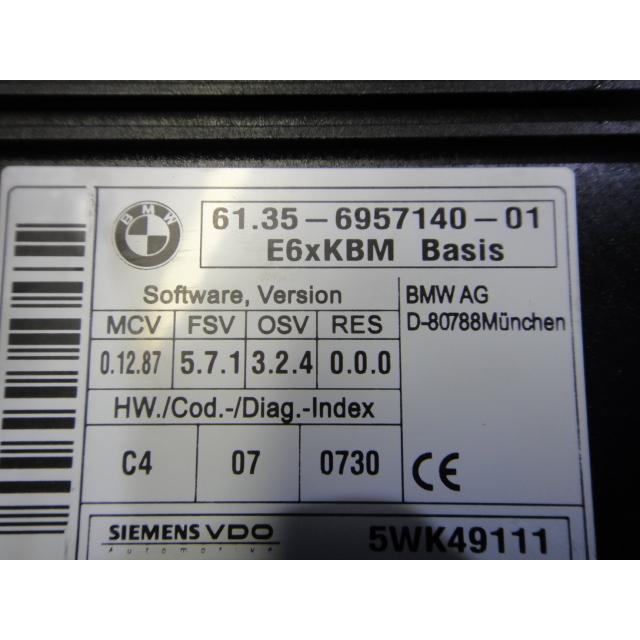 BMW
61.35-6957140-01
E6xKBM Basis
Software, Version
MCV FSV OSV RES
0.12.87 5.7.1 3.2.4 0.0.0
HW./Cod.-/Diag.-Index
C4 07 0730
BMW AG
D-80788München
CE
SIEMENS VDO
Automotive
5WK49111